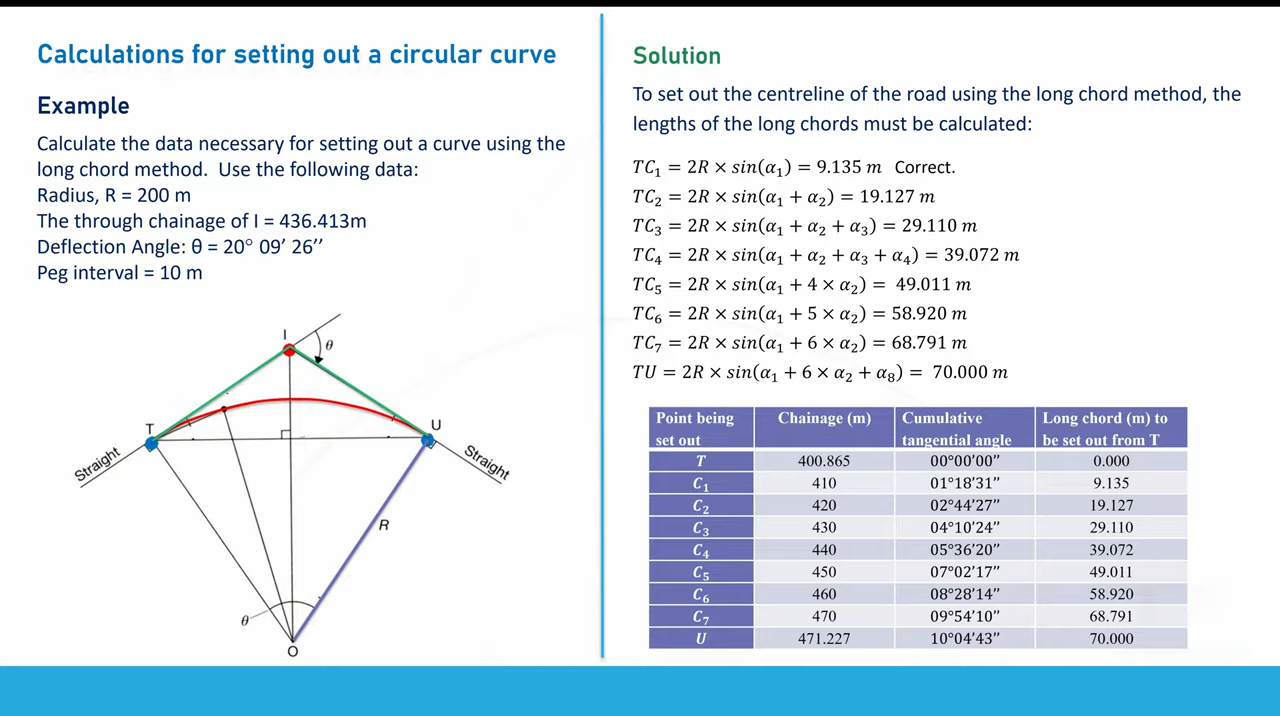 Calculations for setting out a circular curve
Example
Calculate the data necessary for setting out a curve using the
long chord method. Use the following data:
Radius, R = 200 m
The through chainage of I = 436.413m
Deflection Angle: θ = 20° 09’ 26’’
Peg interval = 10 m
I
θ
T
U
Straight
Straight
R
θ
O
Solution
To set out the centreline of the road using the long chord method, the
lengths of the long chords must be calculated:
TC₁ = 2R × sin(α₁) = 9.135 m Correct.
TC₂ = 2R × sin(α₁ + α₂) = 19.127 m
TC₃ = 2R × sin(α₁ + α₂ + α₃) = 29.110 m
TC₄ = 2R × sin(α₁ + α₂ + α₃ + α₄) = 39.072 m
TC₅ = 2R × sin(α₁ + 4 × α₂) = 49.011 m
TC₆ = 2R × sin(α₁ + 5 × α₂) = 58.920 m
TC₇ = 2R × sin(α₁ + 6 × α₂) = 68.791 m
TU = 2R × sin(α₁ + 6 × α₂ + α₈) = 70.000 m
Point being set out Chainage (m) Cumulative tangential angle Long chord (m) to be set out from T
T 400.865 00°00’00” 0.000
C₁ 410 01°18’31” 9.135
C₂ 420 02°44’27” 19.127
C₃ 430 04°10’24” 29.110
C₄ 440 05°36’20” 39.072
C₅ 450 07°02’17” 49.011
C₆ 460 08°28’14” 58.920
C₇ 470 09°54’10” 68.791
U 471.227 10°04’43” 70.000